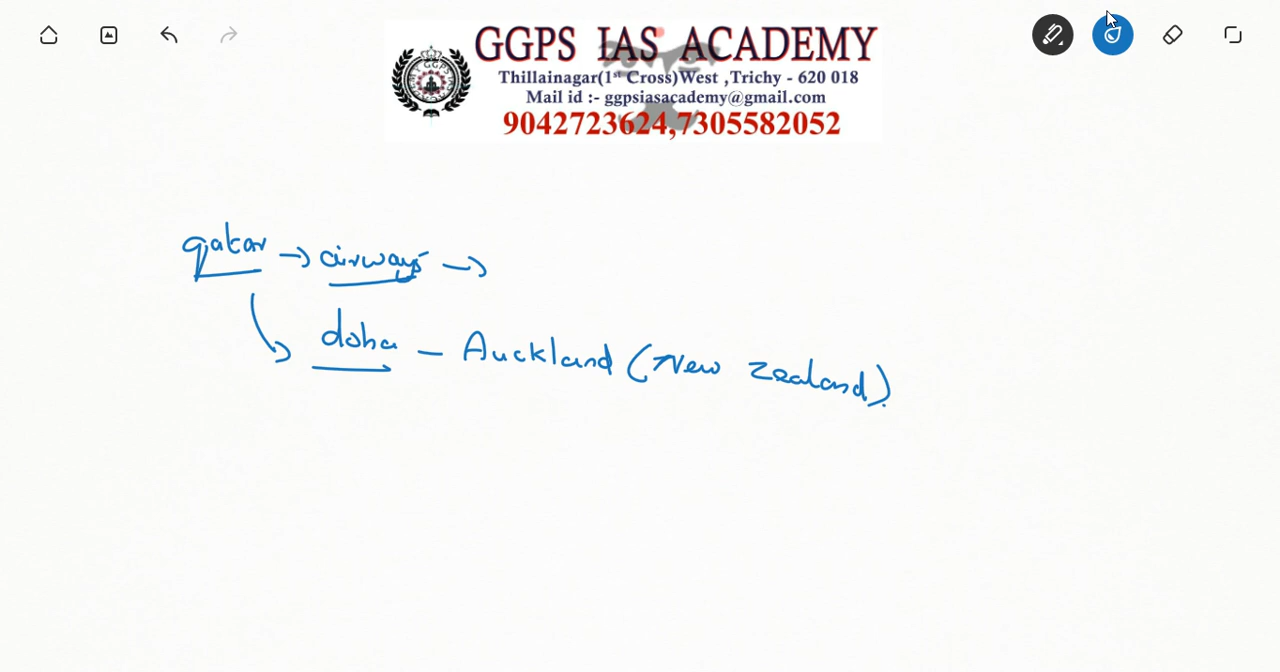 GGPS IAS ACADEMY
Thillainagar(1st Cross)West ,Trichy - 620 018
Mail id :- ggpsiasacademy@gmail.com
9042723624,7305582052
qatar → airways →
doha - Auckland (New Zealand).